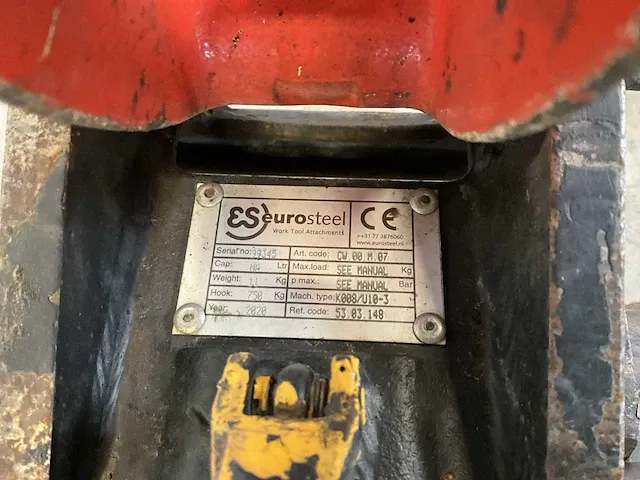 ES eurosteel
Work Tool Attachments
CE
++31 77 3876060
www.eurosteel.nl
Serial no: 99145 Art. code: CW 00.M.07
Cap: Ltr Max.load: SEE MANUAL Kg
Weight: Kg p max.: SEE MANUAL Bar
Hook: 750 Kg Mach. type: K008/U10-3
Year: 2020 Ref. code: 53.03.148